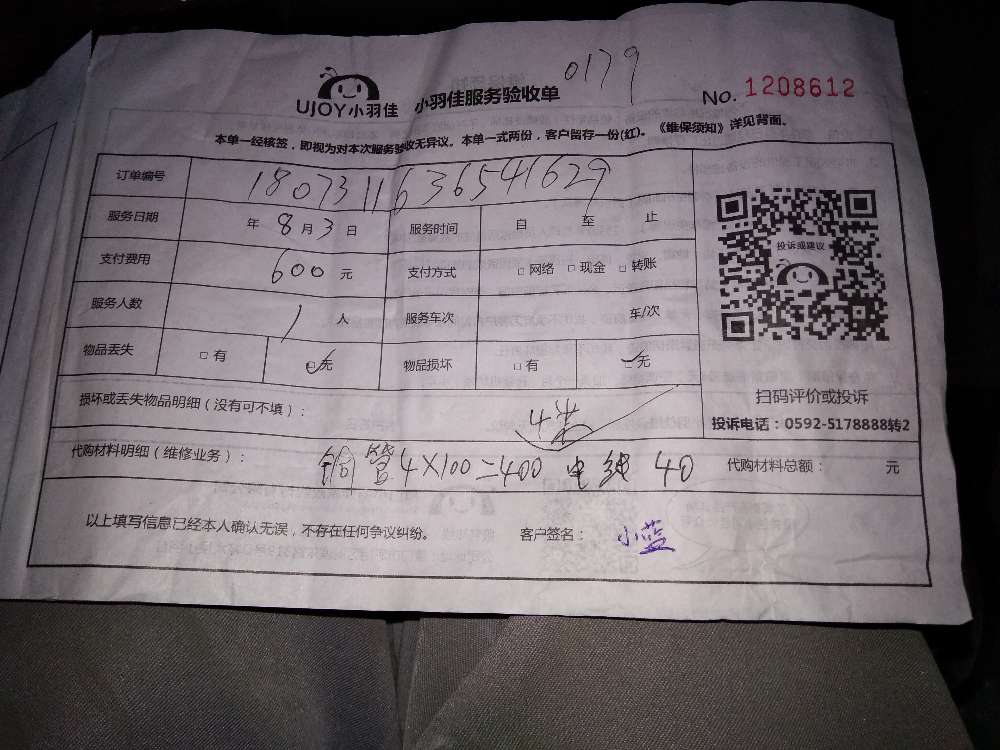 0179
UJOY小羽佳 小羽佳服务验收单 No. 1208612
本单一经核签，即视为对本次服务验收无异议。本单一式两份，客户留存一份(红)。《维保须知》详见背面。
订单编号 180731163654 1629
服务日期 年 8 月 3 日 服务时间 自 至 止
投诉或建议
支付费用 600 元 支付方式 □网络 □现金 □转账
服务人数 1 人 服务车次 车/次
物品丢失 □有 □无 物品损坏 □有 □无
扫码评价或投诉
损坏或丢失物品明细（没有可不填）：
投诉电话：0592-5178888转2
代购材料明细（维修业务）： 铜管4×100=400 电线 40 代购材料总额： 元
以上填写信息已经本人确认无误，不存在任何争议纠纷。 客户签名： 小蓝